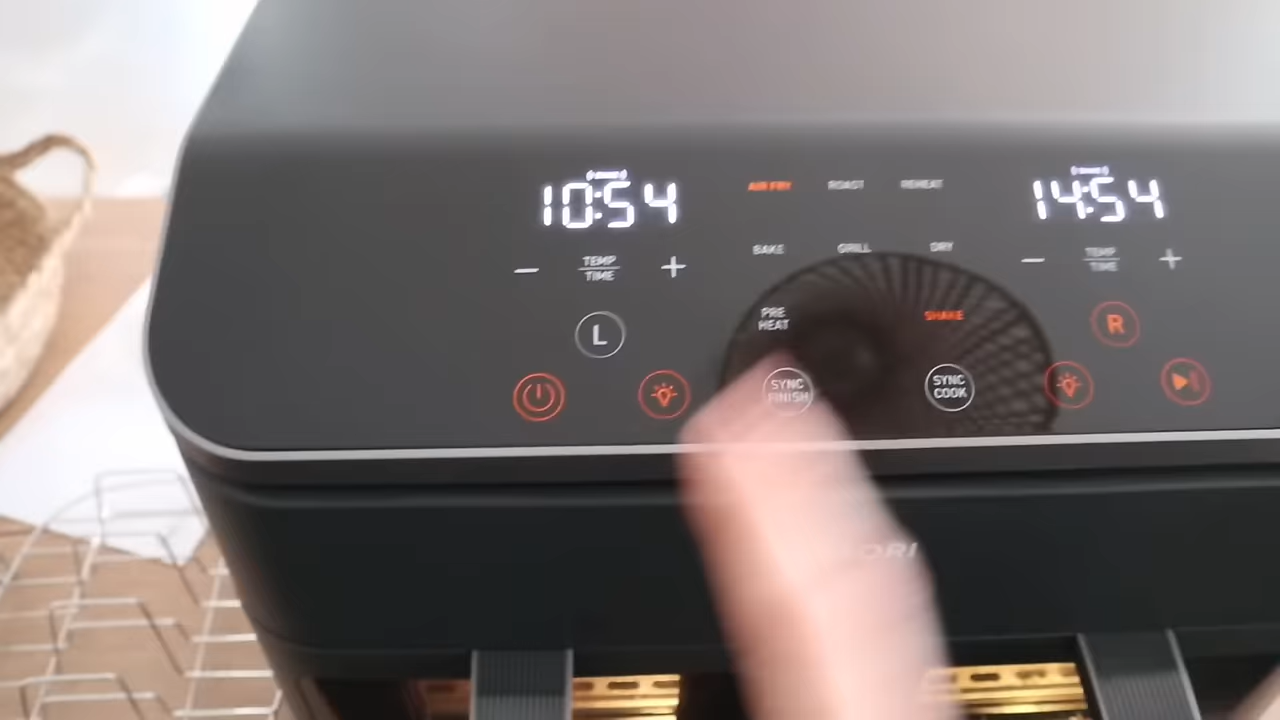 10:54
AIR FRY
ROAST
REHEAT
14:54
TEMP
TIME
BAKE
GRILL
DRY
TEMP
TIME
L
PRE
HEAT
SHAKE
R
SYNC
FINISH
SYNC
COOK